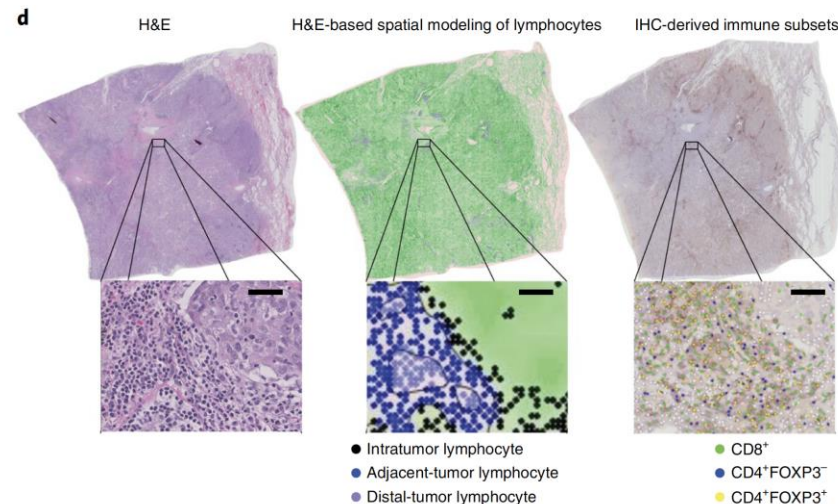 d
H&E
H&E-based spatial modeling of lymphocytes
IHC-derived immune subsets
Intratumor lymphocyte
Adjacent-tumor lymphocyte
Distal-tumor lymphocyte
CD8⁺
CD4⁺FOXP3⁻
CD4⁺FOXP3⁺